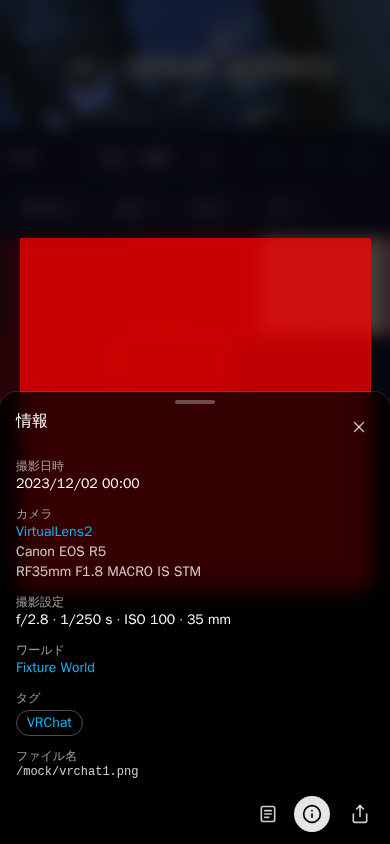 情報
撮影日時
2023/12/02 00:00
カメラ
VirtualLens2
Canon EOS R5
RF35mm F1.8 MACRO IS STM
撮影設定
f/2.8 · 1/250 s · ISO 100 · 35 mm
ワールド
Fixture World
タグ
VRChat
ファイル名
/mock/vrchat1.png